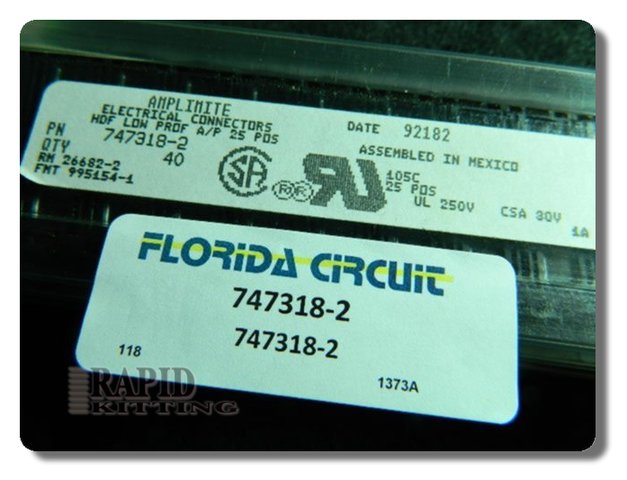 AMPLIMITE
ELECTRICAL CONNECTORS
HDF LOW PROF A/P 25 POS
PN 747318-2
QTY 40
RM 26682-2
FMT 995154-1
DATE 92182
ASSEMBLED IN MEXICO
SA
105C
25 POS
UL 250V CSA 30V
1A
FLORIDA CIRCUIT
747318-2
747318-2
118 1373A
RAPID
KITTING